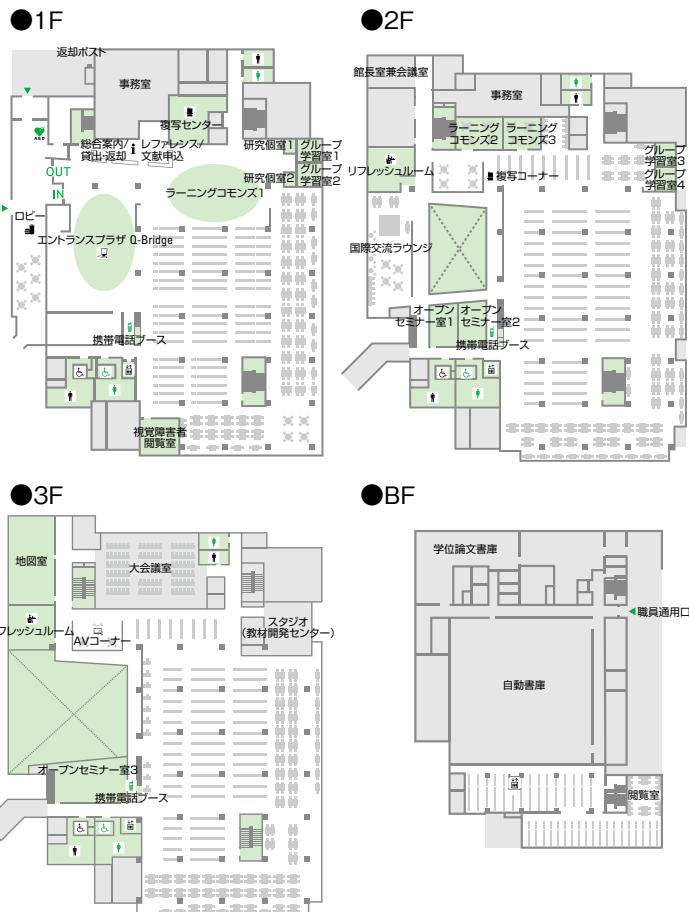 ●1F
返却ポスト
事務室
複写センター
総合案内/
貸出・返却
レファレンス/
文献申込
研究個室1
グループ
学習室1
研究個室2
グループ
学習室2
AED
OUT
IN
ラーニングコモンズ1
ロビー
エントランスプラザ Q-Bridge
携帯電話ブース
視覚障害者
閲覧室
●2F
館長室兼会議室
事務室
ラーニング
コモンズ2
ラーニング
コモンズ3
グループ
学習室3
グループ
学習室4
リフレッシュルーム
複写コーナー
国際交流ラウンジ
オープン
セミナー室1
オープン
セミナー室2
携帯電話ブース
●3F
地図室
大会議室
フレッシュルーム
AVコーナー
スタジオ
(教材開発センター)
オープンセミナー室3
携帯電話ブース
●BF
学位論文書庫
職員通用口
自動書庫
閲覧室